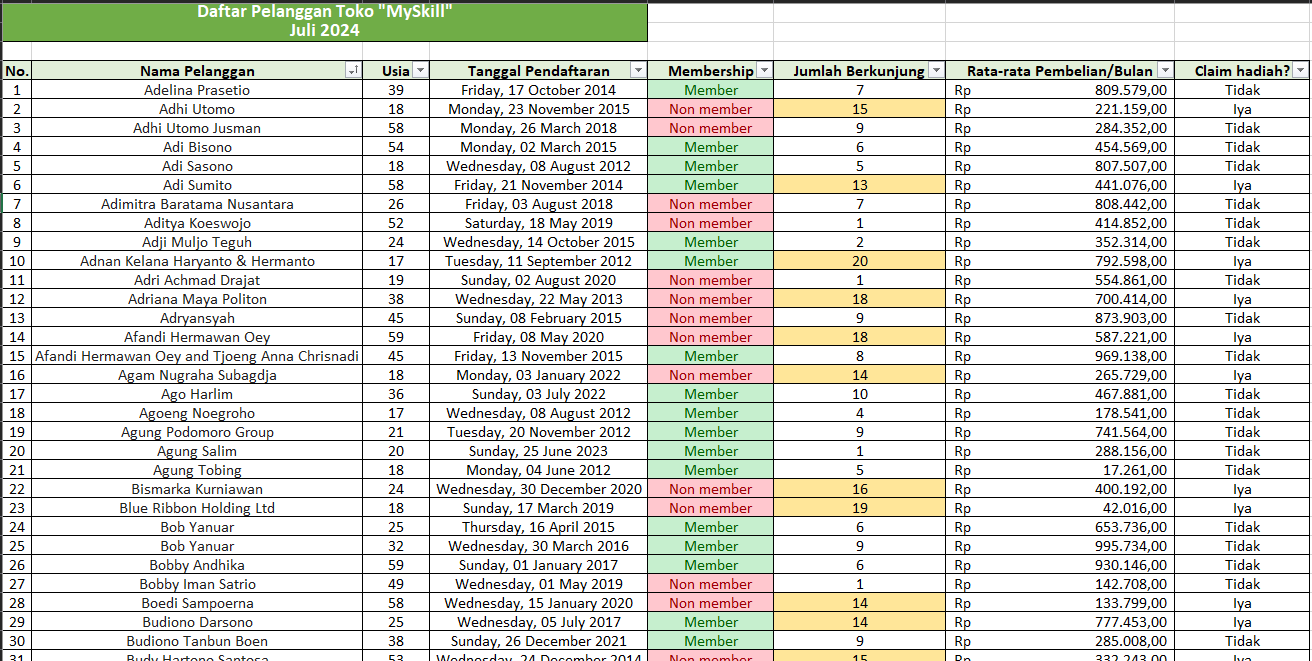 Daftar Pelanggan Toko "MySkill"
Juli 2024
No. Nama Pelanggan Usia Tanggal Pendaftaran Membership Jumlah Berkunjung Rata-rata Pembelian/Bulan Claim hadiah?
1 Adelina Prasetio 39 Friday, 17 October 2014 Member 7 Rp 809.579,00 Tidak
2 Adhi Utomo 18 Monday, 23 November 2015 Non member 15 Rp 221.159,00 Iya
3 Adhi Utomo Jusman 58 Monday, 26 March 2018 Non member 9 Rp 284.352,00 Tidak
4 Adi Bisono 54 Monday, 02 March 2015 Member 6 Rp 454.569,00 Tidak
5 Adi Sasono 18 Wednesday, 08 August 2012 Member 5 Rp 807.507,00 Tidak
6 Adi Sumito 58 Friday, 21 November 2014 Member 13 Rp 441.076,00 Iya
7 Adimitra Baratama Nusantara 26 Friday, 03 August 2018 Non member 7 Rp 808.442,00 Tidak
8 Aditya Koeswojo 52 Saturday, 18 May 2019 Non member 1 Rp 414.852,00 Tidak
9 Adji Muljo Teguh 24 Wednesday, 14 October 2015 Member 2 Rp 352.314,00 Tidak
10 Adnan Kelana Haryanto & Hermanto 17 Tuesday, 11 September 2012 Member 20 Rp 792.598,00 Iya
11 Adri Achmad Drajat 19 Sunday, 02 August 2020 Non member 1 Rp 554.861,00 Tidak
12 Adriana Maya Politon 38 Wednesday, 22 May 2013 Non member 18 Rp 700.414,00 Iya
13 Adryansyah 45 Sunday, 08 February 2015 Non member 9 Rp 873.903,00 Tidak
14 Afandi Hermawan Oey 59 Friday, 08 May 2020 Non member 18 Rp 587.221,00 Iya
15 Afandi Hermawan Oey and Tjoeng Anna Chrisnadi 45 Friday, 13 November 2015 Member 8 Rp 969.138,00 Tidak
16 Agam Nugraha Subagdja 18 Monday, 03 January 2022 Non member 14 Rp 265.729,00 Iya
17 Ago Harlim 36 Sunday, 03 July 2022 Member 10 Rp 467.881,00 Tidak
18 Agoeng Noegroho 17 Wednesday, 08 August 2012 Member 4 Rp 178.541,00 Tidak
19 Agung Podomoro Group 21 Tuesday, 20 November 2012 Member 9 Rp 741.564,00 Tidak
20 Agung Salim 20 Sunday, 25 June 2023 Member 1 Rp 288.156,00 Tidak
21 Agung Tobing 18 Monday, 04 June 2012 Member 5 Rp 17.261,00 Tidak
22 Bismarka Kurniawan 24 Wednesday, 30 December 2020 Non member 16 Rp 400.192,00 Iya
23 Blue Ribbon Holding Ltd 18 Sunday, 17 March 2019 Non member 19 Rp 42.016,00 Iya
24 Bob Yanuar 25 Thursday, 16 April 2015 Member 6 Rp 653.736,00 Tidak
25 Bob Yanuar 32 Wednesday, 30 March 2016 Member 9 Rp 995.734,00 Tidak
26 Bobby Andhika 59 Sunday, 01 January 2017 Member 6 Rp 930.146,00 Tidak
27 Bobby Iman Satrio 49 Wednesday, 01 May 2019 Non member 1 Rp 142.708,00 Tidak
28 Boedi Sampoerna 58 Wednesday, 15 January 2020 Non member 14 Rp 133.799,00 Iya
29 Budiono Darsono 25 Wednesday, 05 July 2017 Member 14 Rp 777.453,00 Iya
30 Budiono Tanbun Boen 38 Sunday, 26 December 2021 Member 9 Rp 285.008,00 Tidak
31 Budy Hartono Santosa 53 Wednesday, 24 December 2014 Non member 15 Rp 332.243,00 Iya